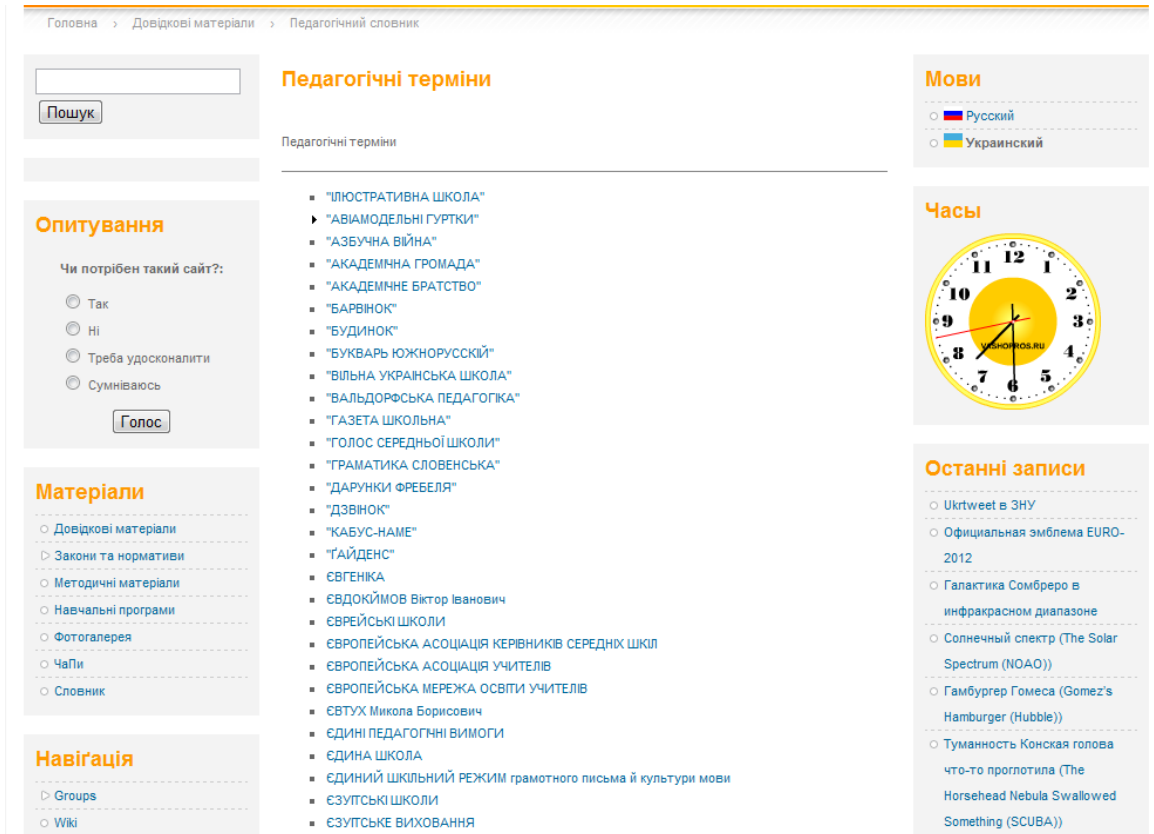 Головна › Довідкові матеріали › Педагогічний словник
Пошук
Опитування
Чи потрібен такий сайт?:
Так
Ні
Треба удосконалити
Сумніваюсь
Голос
Матеріали
Довідкові матеріали
Закони та нормативи
Методичні матеріали
Навчальні програми
Фотогалерея
ЧаПи
Словник
Навіґація
Groups
Wiki
Педагогічні терміни
Педагогічні терміни
"ІЛЮСТРАТИВНА ШКОЛА"
"АВІАМОДЕЛЬНІ ГУРТКИ"
"АЗБУЧНА ВІЙНА"
"АКАДЕМІЧНА ГРОМАДА"
"АКАДЕМІЧНЕ БРАТСТВО"
"БАРВІНОК"
"БУДИНОК"
"БУКВАРЬ ЮЖНОРУССКІЙ"
"ВІЛЬНА УКРАЇНСЬКА ШКОЛА"
"ВАЛЬДОРФСЬКА ПЕДАГОГІКА"
"ГАЗЕТА ШКОЛЬНА"
"ГОЛОС СЕРЕДНЬОЇ ШКОЛИ"
"ГРАМАТИКА СЛОВЕНСЬКА"
"ДАРУНКИ ФРЕБЕЛЯ"
"ДЗВІНОК"
"КАБУС-НАМЕ"
"ҐАЙДЕНС"
ЄВГЕНІКА
ЄВДОКЙМОВ Віктор Іванович
ЄВРЕЙСЬКІ ШКОЛИ
ЄВРОПЕЙСЬКА АСОЦІАЦІЯ КЕРІВНИКІВ СЕРЕДНІХ ШКІЛ
ЄВРОПЕЙСЬКА АСОЦІАЦІЯ УЧИТЕЛІВ
ЄВРОПЕЙСЬКА МЕРЕЖА ОСВІТИ УЧИТЕЛІВ
ЄВТУХ Микола Борисович
ЄДИНІ ПЕДАГОГІЧНІ ВИМОГИ
ЄДИНА ШКОЛА
ЄДИНИЙ ШКІЛЬНИЙ РЕЖИМ грамотного письма й культури мови
ЄЗУЇТСЬКІ ШКОЛИ
ЄЗУЇТСЬКЕ ВИХОВАННЯ
Мови
Русский
Украинский
Часы
12
11 1
10 2
9 3
VASHOPROS.RU
8 4
7 5
6
Останні записи
Ukrtweet в ЗНУ
Официальная эмблема EURO-
2012
Галактика Сомбреро в
инфракрасном диапазоне
Солнечный спектр (The Solar
Spectrum (NOAO))
Гамбургер Гомеса (Gomez's
Hamburger (Hubble))
Туманность Конская голова
что-то проглотила (The
Horsehead Nebula Swallowed
Something (SCUBA))